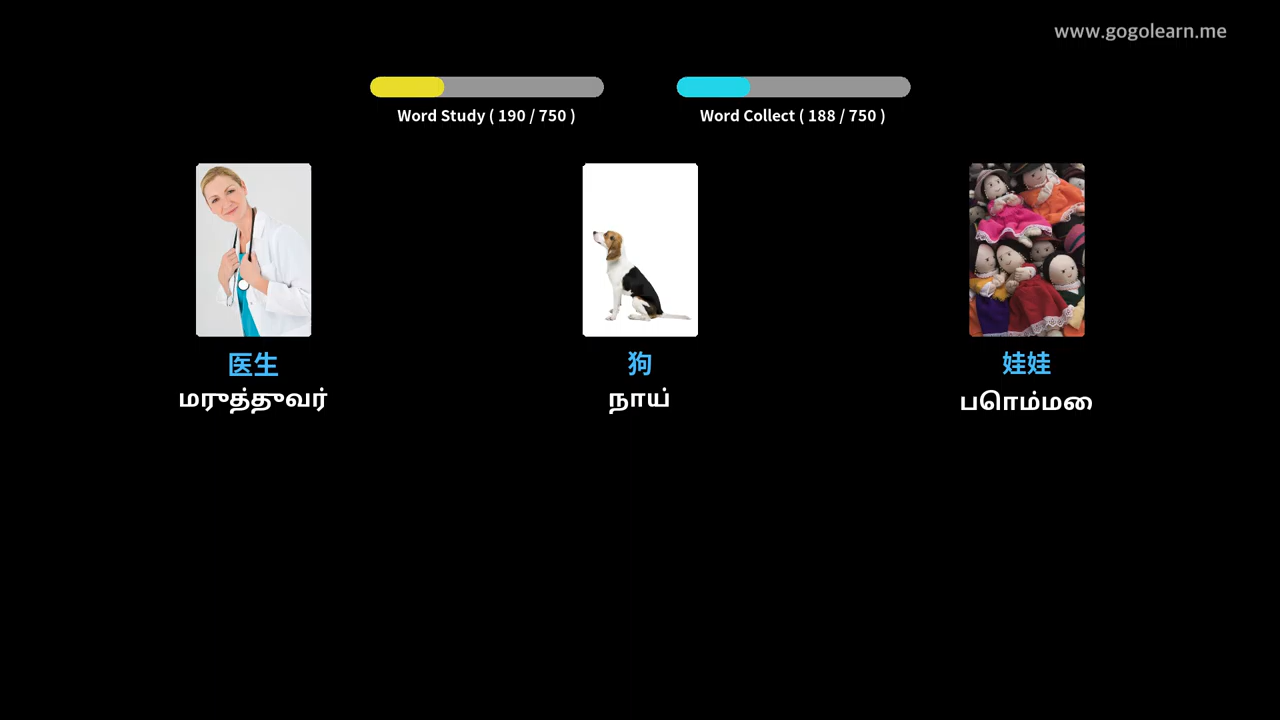 www.gogolearn.me
Word Study ( 190 / 750 )
Word Collect ( 188 / 750 )
医生
மருத்துவர்
狗
நாய்
娃娃
பொம்மை